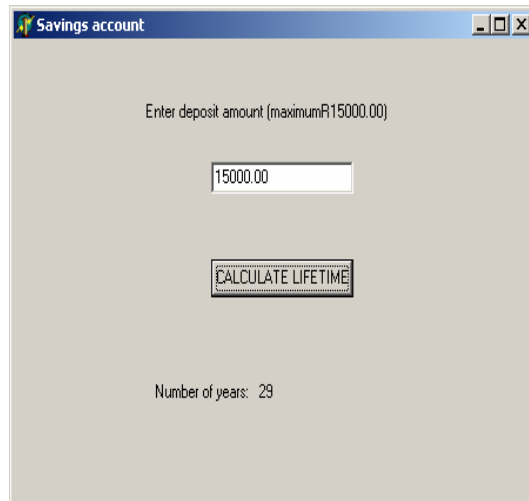 Savings account
Enter deposit amount (maximumR15000.00)
15000.00
CALCULATE LIFETIME
Number of years: 29